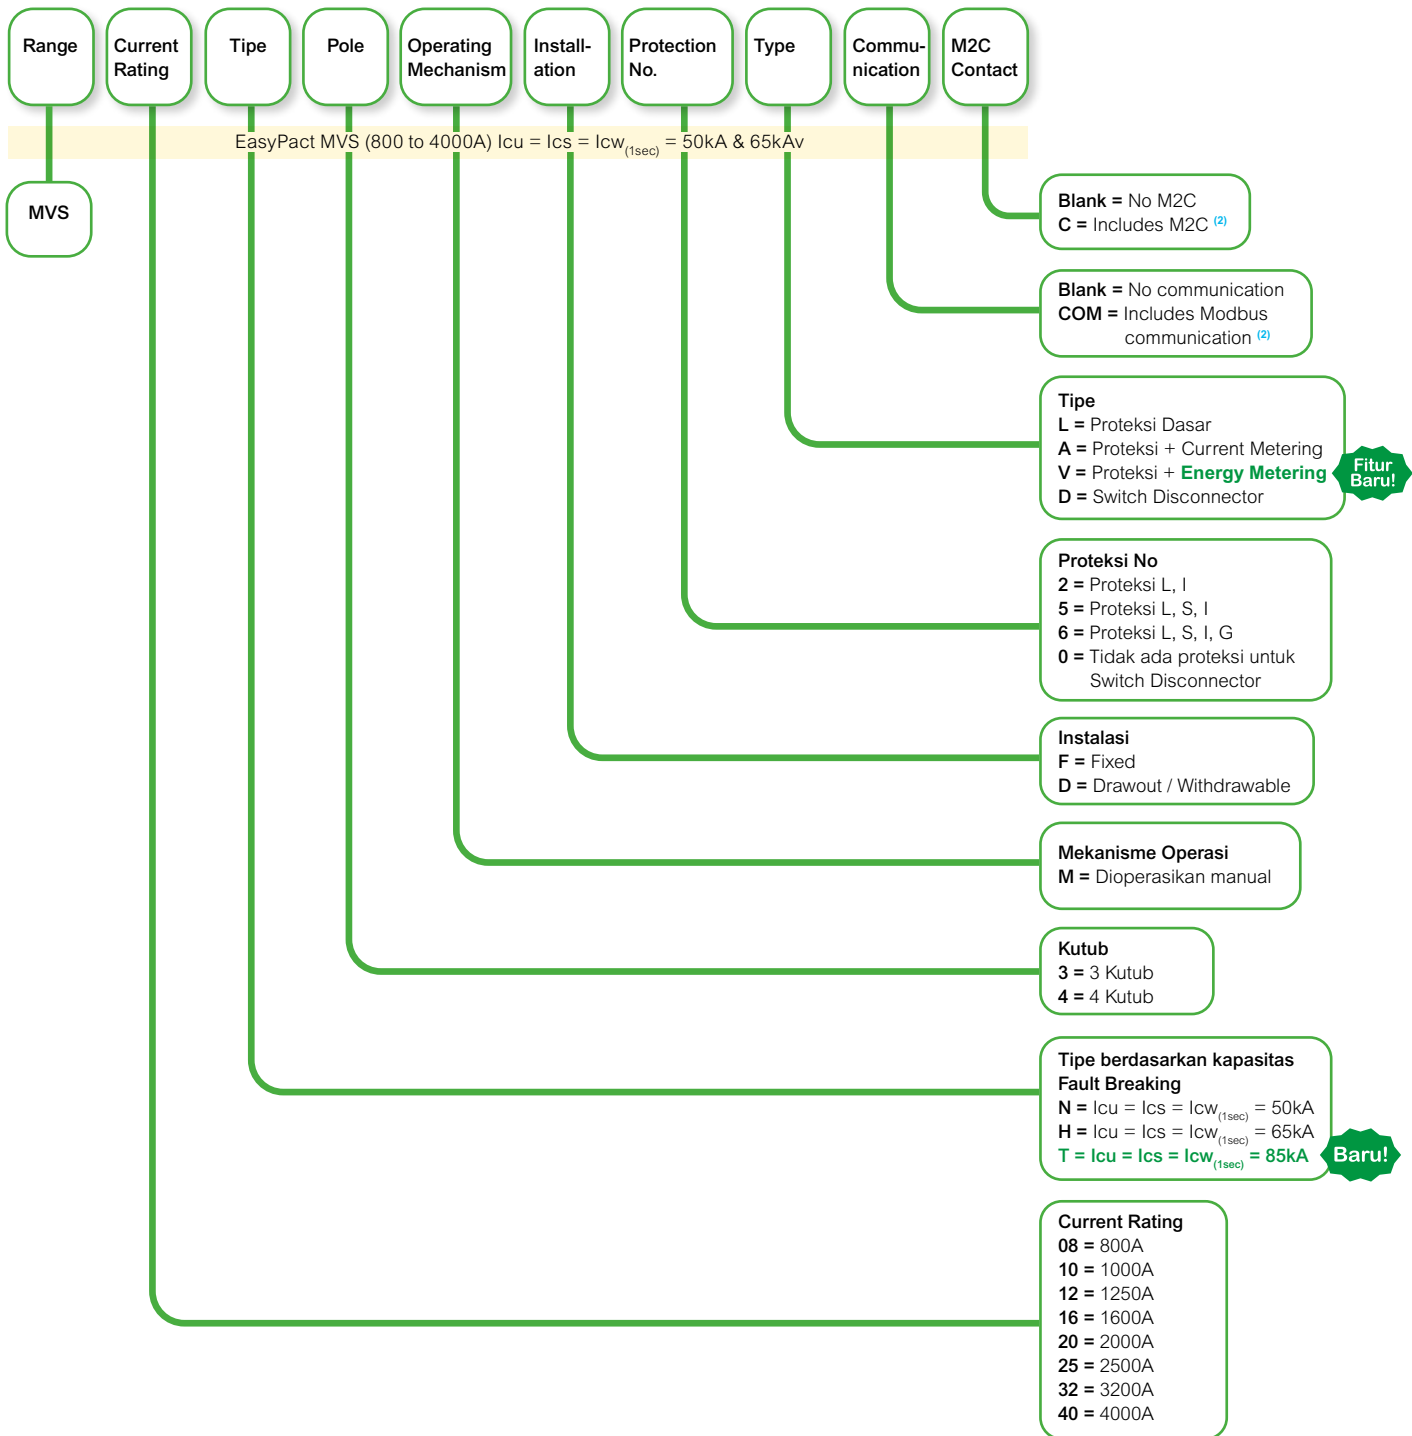 Range
Current
Rating
Tipe
Pole
Operating
Mechanism
Install-
ation
Protection
No.
Type
Commu-
nication
M2C
Contact
EasyPact MVS (800 to 4000A) Icu = Ics = Icw(1sec) = 50kA & 65kAv
MVS
Blank = No M2C
C = Includes M2C (2)
Blank = No communication
COM = Includes Modbus
communication (2)
Tipe
L = Proteksi Dasar
A = Proteksi + Current Metering
V = Proteksi + Energy Metering
D = Switch Disconnector
Fitur
Baru!
Proteksi No
2 = Proteksi L, I
5 = Proteksi L, S, I
6 = Proteksi L, S, I, G
0 = Tidak ada proteksi untuk
Switch Disconnector
Instalasi
F = Fixed
D = Drawout / Withdrawable
Mekanisme Operasi
M = Dioperasikan manual
Kutub
3 = 3 Kutub
4 = 4 Kutub
Tipe berdasarkan kapasitas
Fault Breaking
N = Icu = Ics = Icw(1sec) = 50kA
H = Icu = Ics = Icw(1sec) = 65kA
T = Icu = Ics = Icw(1sec) = 85kA
Baru!
Current Rating
08 = 800A
10 = 1000A
12 = 1250A
16 = 1600A
20 = 2000A
25 = 2500A
32 = 3200A
40 = 4000A